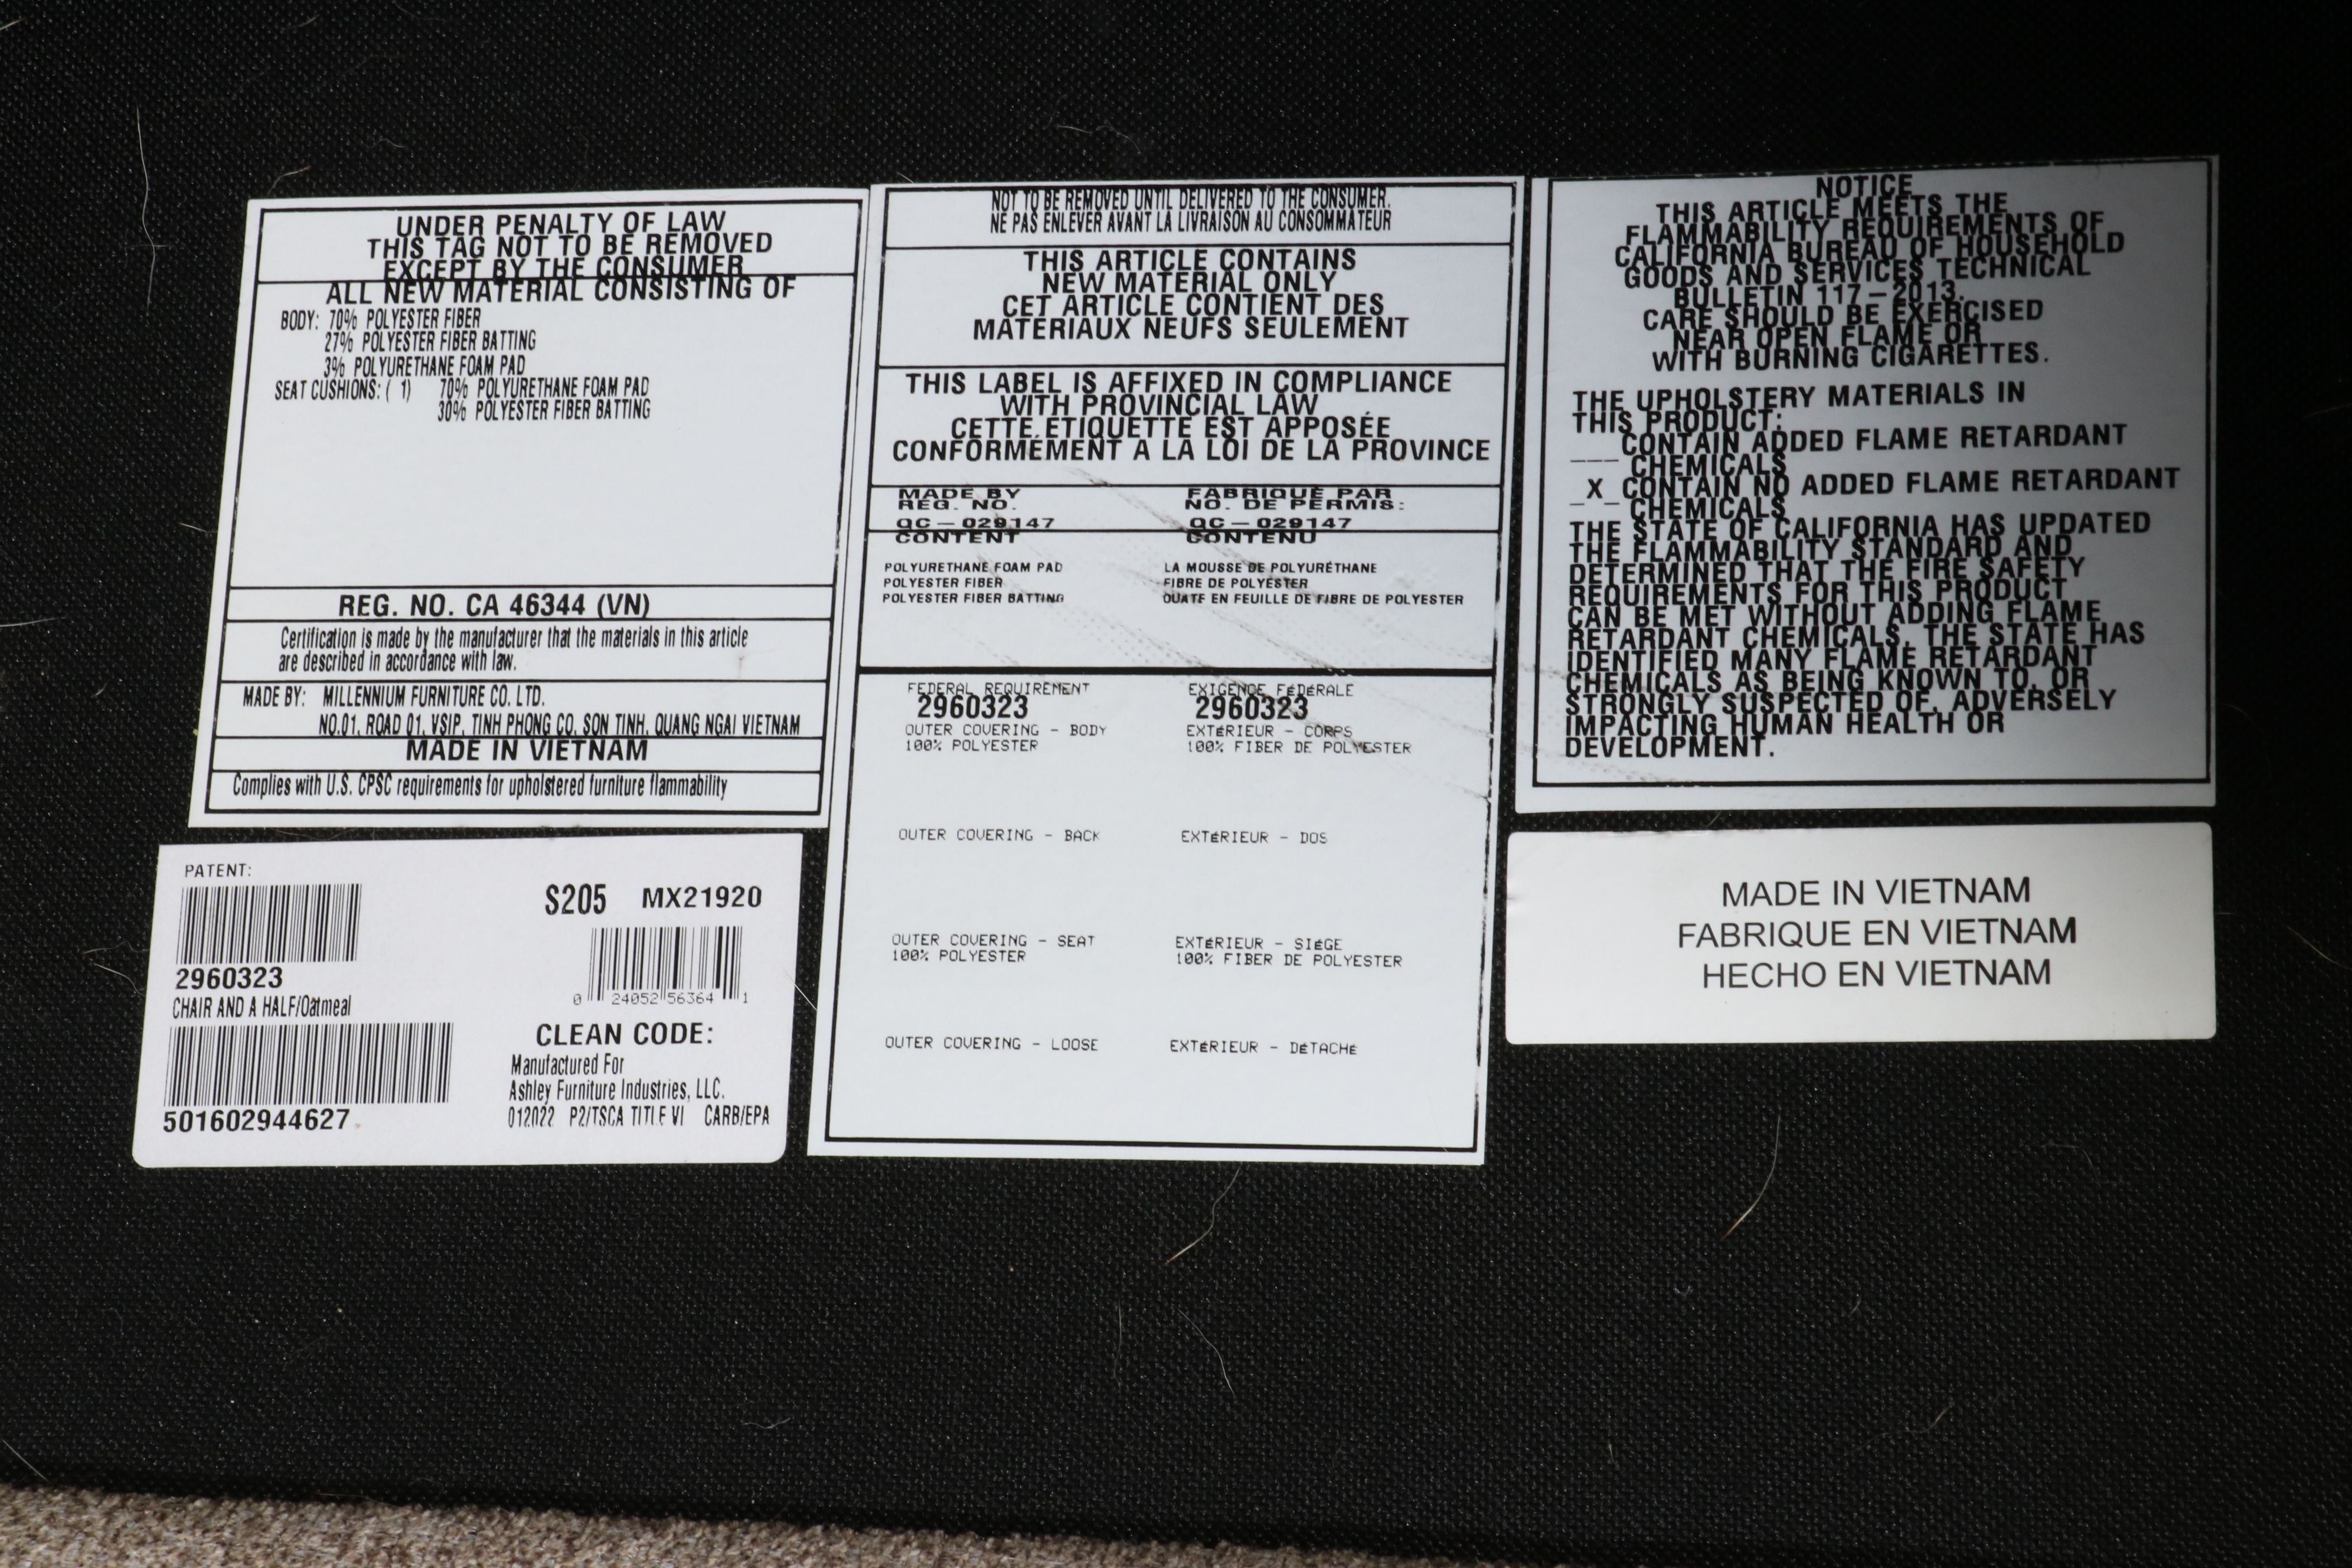 UNDER PENALTY OF LAW
THIS TAG NOT TO BE REMOVED
EXCEPT BY THE CONSUMER
ALL NEW MATERIAL CONSISTING OF
BODY: 70% POLYESTER FIBER
27% POLYESTER FIBER BATTING
3% POLYURETHANE FOAM PAD
SEAT CUSHIONS: ( 1) 70% POLYURETHANE FOAM PAD
30% POLYESTER FIBER BATTING
REG. NO. CA 46344 (VN)
Certification is made by the manufacturer that the materials in this article
are described in accordance with law.
MADE BY: MILLENNIUM FURNITURE CO. LTD.
NO.01, ROAD 01, VSIP, TINH PHONG CO, SON TINH, QUANG NGAI VIETNAM
MADE IN VIETNAM
Complies with U.S. CPSC requirements for upholstered furniture flammability
PATENT:
S205 MX21920
2960323
CHAIR AND A HALF/Oatmeal
0 24052 56364 1
CLEAN CODE:
Manufactured For
Ashley Furniture Industries, LLC.
501602944627
012022 P2/TSCA TITLE VI CARB/EPA
NOT TO BE REMOVED UNTIL DELIVERED TO THE CONSUMER.
NE PAS ENLEVER AVANT LA LIVRAISON AU CONSOMMATEUR
THIS ARTICLE CONTAINS
NEW MATERIAL ONLY
CET ARTICLE CONTIENT DES
MATERIAUX NEUFS SEULEMENT
THIS LABEL IS AFFIXED IN COMPLIANCE
WITH PROVINCIAL LAW
CETTE ETIQUETTE EST APPOSÉE
CONFORMÉMENT A LA LOI DE LA PROVINCE
MADE BY FABRIQUÉ PAR
REG. NO. NO. DE PERMIS:
QC-029147 QC-029147
CONTENT CONTENU
POLYURETHANE FOAM PAD LA MOUSSE DE POLYURÉTHANE
POLYESTER FIBER FIBRE DE POLYESTER
POLYESTER FIBER BATTING OUATE EN FEUILLE DE FIBRE DE POLYESTER
FEDERAL REQUIREMENT EXIGENCE FÉDÉRALE
2960323 2960323
OUTER COVERING - BODY EXTÉRIEUR - CORPS
100% POLYESTER 100% FIBER DE POLYESTER
OUTER COVERING - BACK EXTÉRIEUR - DOS
OUTER COVERING - SEAT EXTÉRIEUR - SIÉGE
100% POLYESTER 100% FIBER DE POLYESTER
OUTER COVERING - LOOSE EXTÉRIEUR - DÉTACHÉ
NOTICE
THIS ARTICLE MEETS THE
FLAMMABILITY REQUIREMENTS OF
CALIFORNIA BUREAU OF HOUSEHOLD
GOODS AND SERVICES TECHNICAL
BULLETIN 117-2013.
CARE SHOULD BE EXERCISED
NEAR OPEN FLAME OR
WITH BURNING CIGARETTES.
THE UPHOLSTERY MATERIALS IN
THIS PRODUCT:
CONTAIN ADDED FLAME RETARDANT
___ CHEMICALS
_X_ CONTAIN NO ADDED FLAME RETARDANT
CHEMICALS
THE STATE OF CALIFORNIA HAS UPDATED
THE FLAMMABILITY STANDARD AND
DETERMINED THAT THE FIRE SAFETY
REQUIREMENTS FOR THIS PRODUCT
CAN BE MET WITHOUT ADDING FLAME
RETARDANT CHEMICALS. THE STATE HAS
IDENTIFIED MANY FLAME RETARDANT
CHEMICALS AS BEING KNOWN TO, OR
STRONGLY SUSPECTED OF, ADVERSELY
IMPACTING HUMAN HEALTH OR
DEVELOPMENT.
MADE IN VIETNAM
FABRIQUE EN VIETNAM
HECHO EN VIETNAM